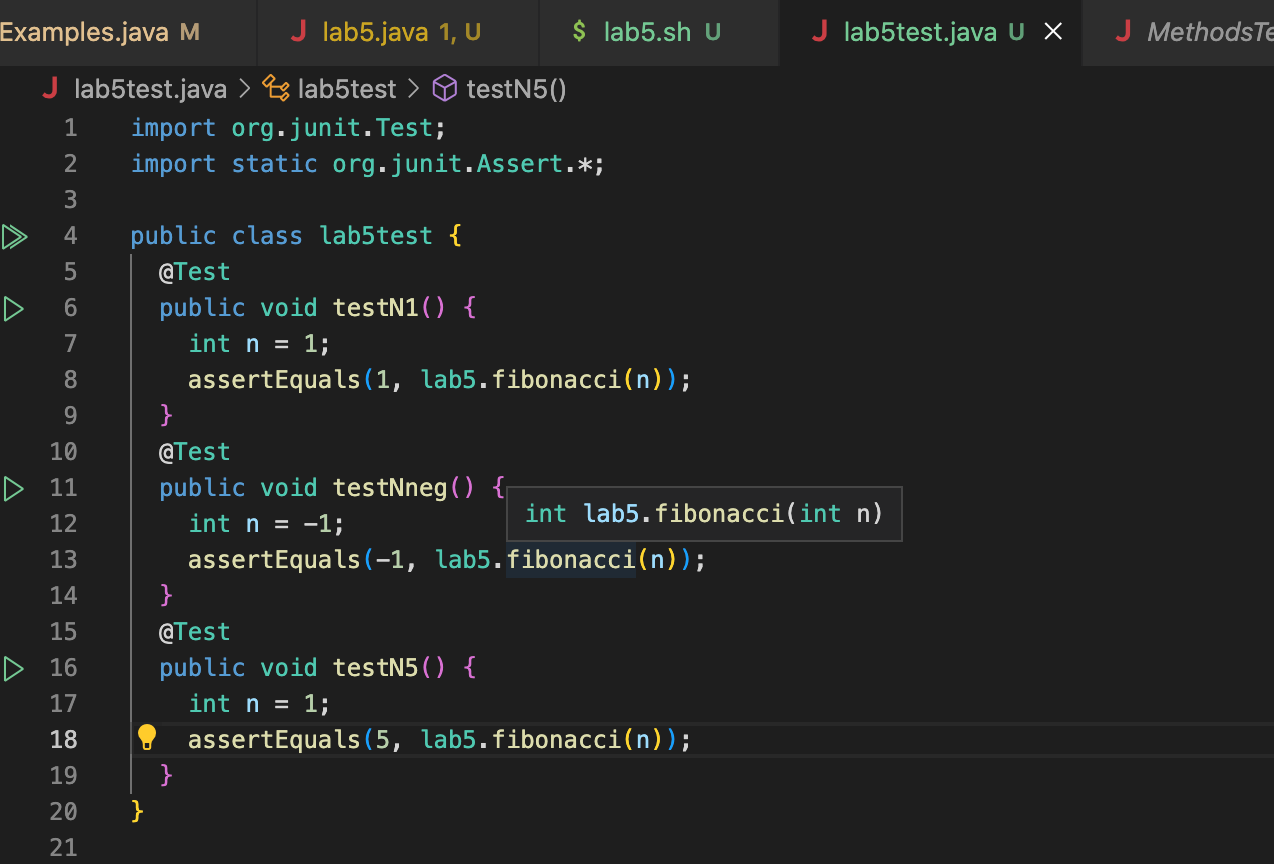 Examples.java M
J lab5.java 1, U
$ lab5.sh U
J lab5test.java U
J MethodsTe
J lab5test.java > lab5test > testN5()
1 import org.junit.Test;
2 import static org.junit.Assert.*;
3
4 public class lab5test {
5 @Test
6 public void testN1() {
7 int n = 1;
8 assertEquals(1, lab5.fibonacci(n));
9 }
10 @Test
11 public void testNneg() {
int lab5.fibonacci(int n)
12 int n = -1;
13 assertEquals(-1, lab5.fibonacci(n));
14 }
15 @Test
16 public void testN5() {
17 int n = 1;
18 assertEquals(5, lab5.fibonacci(n));
19 }
20 }
21